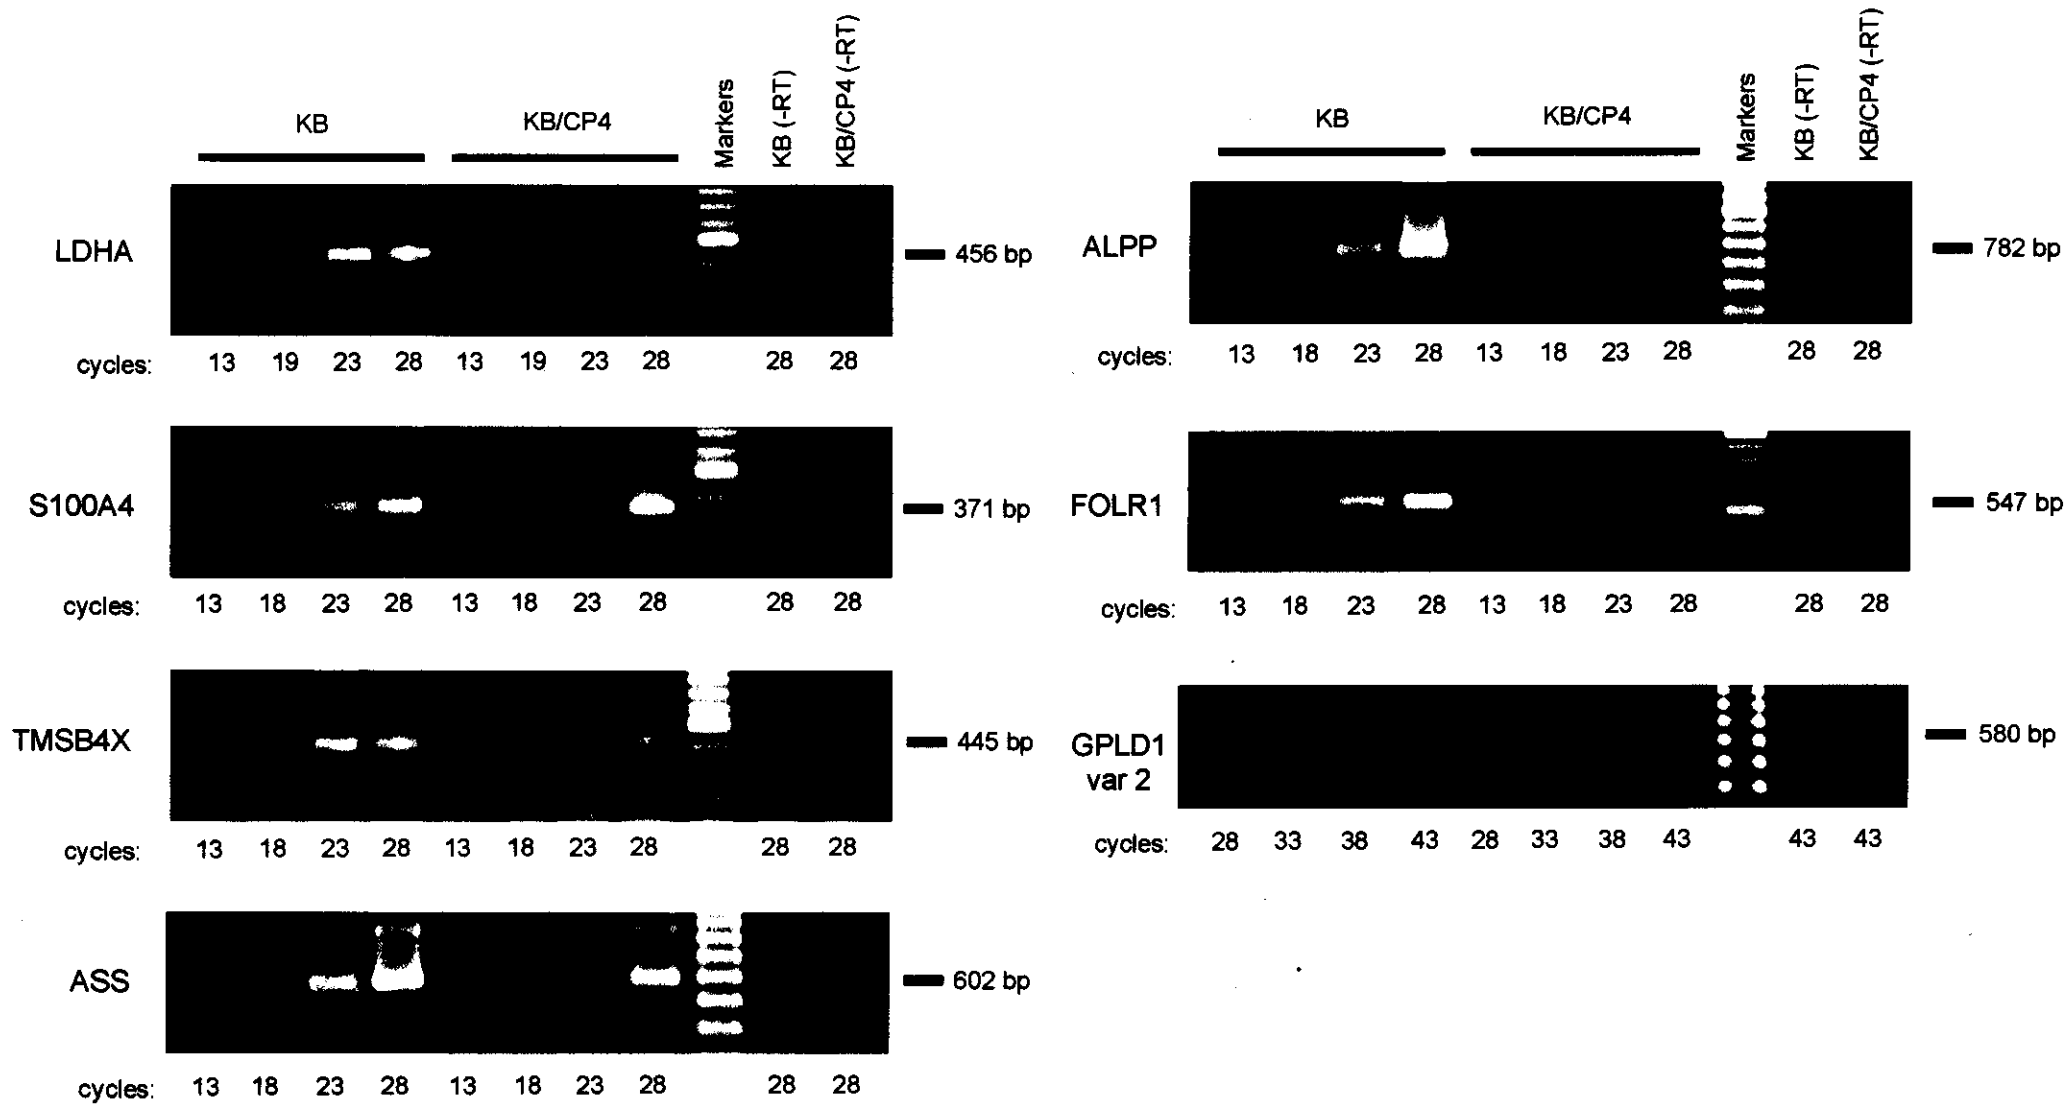 KB KB/CP4 Markers KB (-RT) KB/CP4 (-RT)
LDHA 456 bp
cycles: 13 19 23 28 13 19 23 28 28 28
S100A4 371 bp
cycles: 13 18 23 28 13 18 23 28 28 28
TMSB4X 445 bp
cycles: 13 18 23 28 13 18 23 28 28 28
ASS 602 bp
cycles: 13 18 23 28 13 18 23 28 28 28
KB KB/CP4 Markers KB (-RT) KB/CP4 (-RT)
ALPP 782 bp
cycles: 13 18 23 28 13 18 23 28 28 28
FOLR1 547 bp
cycles: 13 18 23 28 13 18 23 28 28 28
GPLD1 580 bp
var 2
cycles: 28 33 38 43 28 33 38 43 43 43